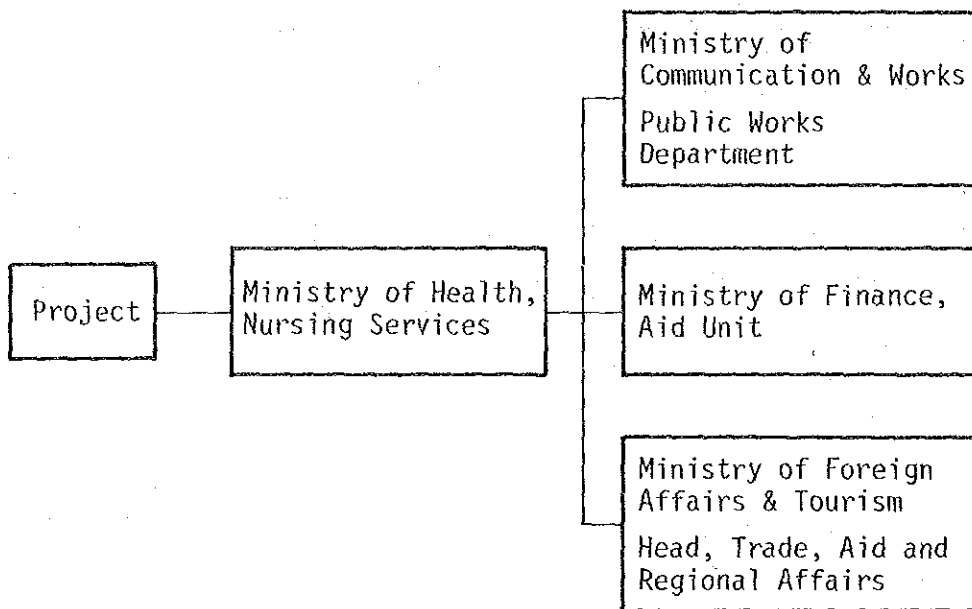 Ministry of
Communication & Works
Public Works
Department
Project
Ministry of Health,
Nursing Services
Ministry of Finance,
Aid Unit
Ministry of Foreign
Affairs & Tourism
Head, Trade, Aid and
Regional Affairs